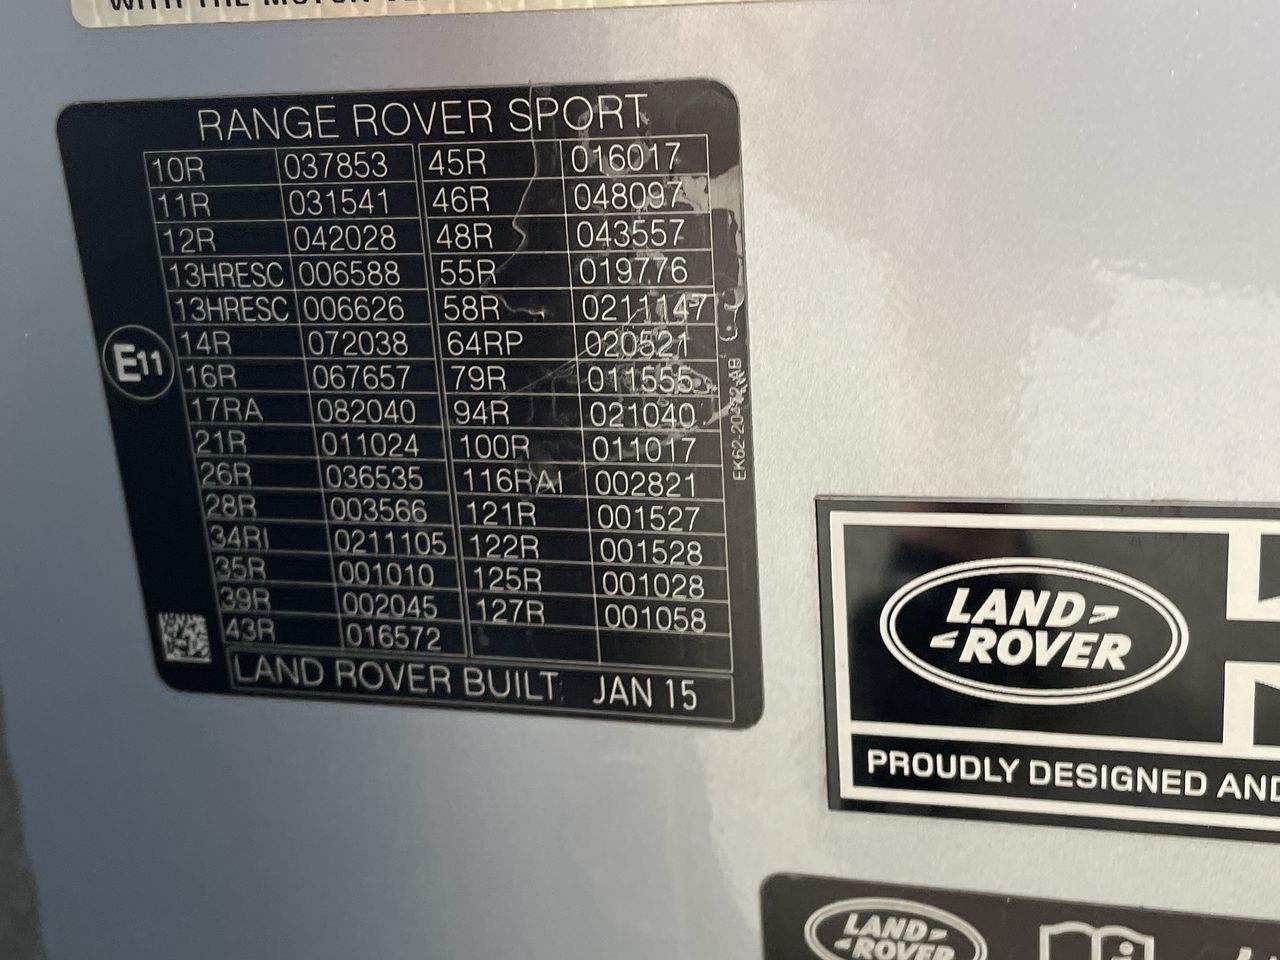 WITH THE MOTOR
RANGE ROVER SPORT
10R 037853 45R 016017
11R 031541 46R 048097
12R 042028 48R 043557
13HRESC 006588 55R 019776
13HRESC 006626 58R 0211147
14R 072038 64RP 020521
16R 067657 79R 011555
17RA 082040 94R 021040
21R 011024 100R 011017
26R 036535 116RAI 002821
28R 003566 121R 001527
34RI 0211105 122R 001528
35R 001010 125R 001028
39R 002045 127R 001058
43R 016572
LAND ROVER BUILT JAN 15
E11
LAND
ROVER
PROUDLY DESIGNED AND
LAND
ROVER